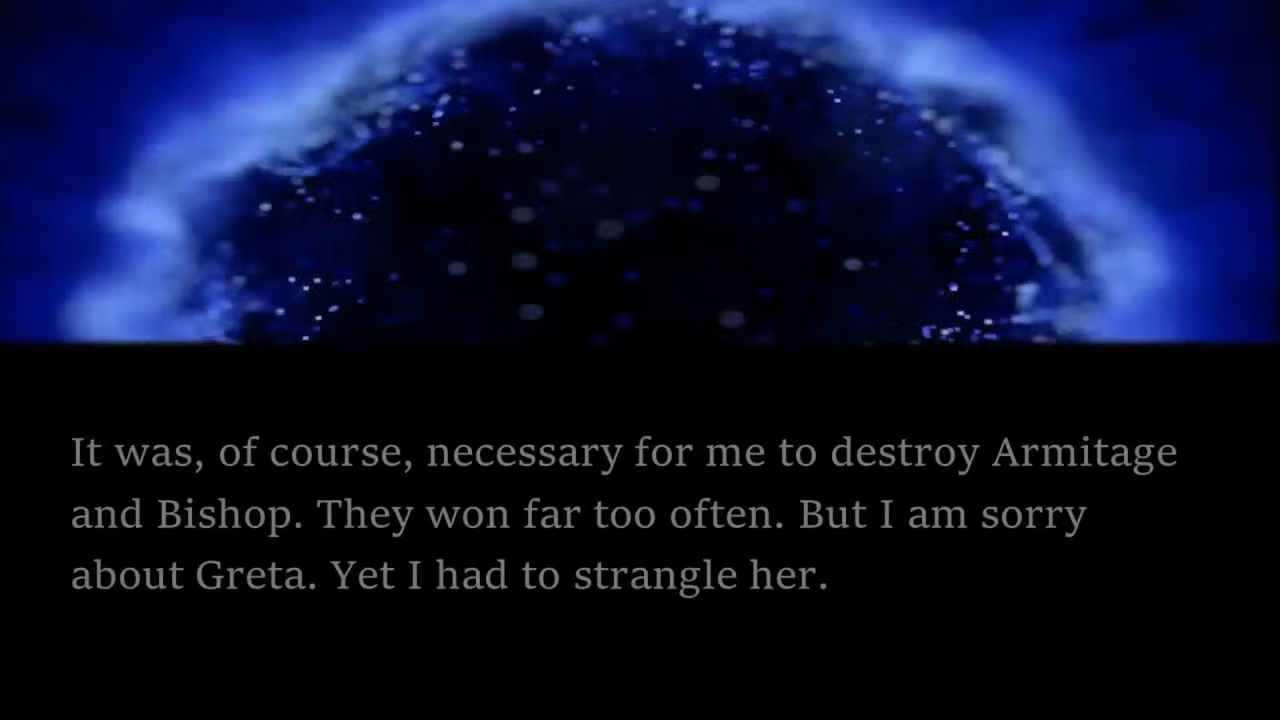 It was, of course, necessary for me to destroy Armitage
and Bishop. They won far too often. But I am sorry
about Greta. Yet I had to strangle her.